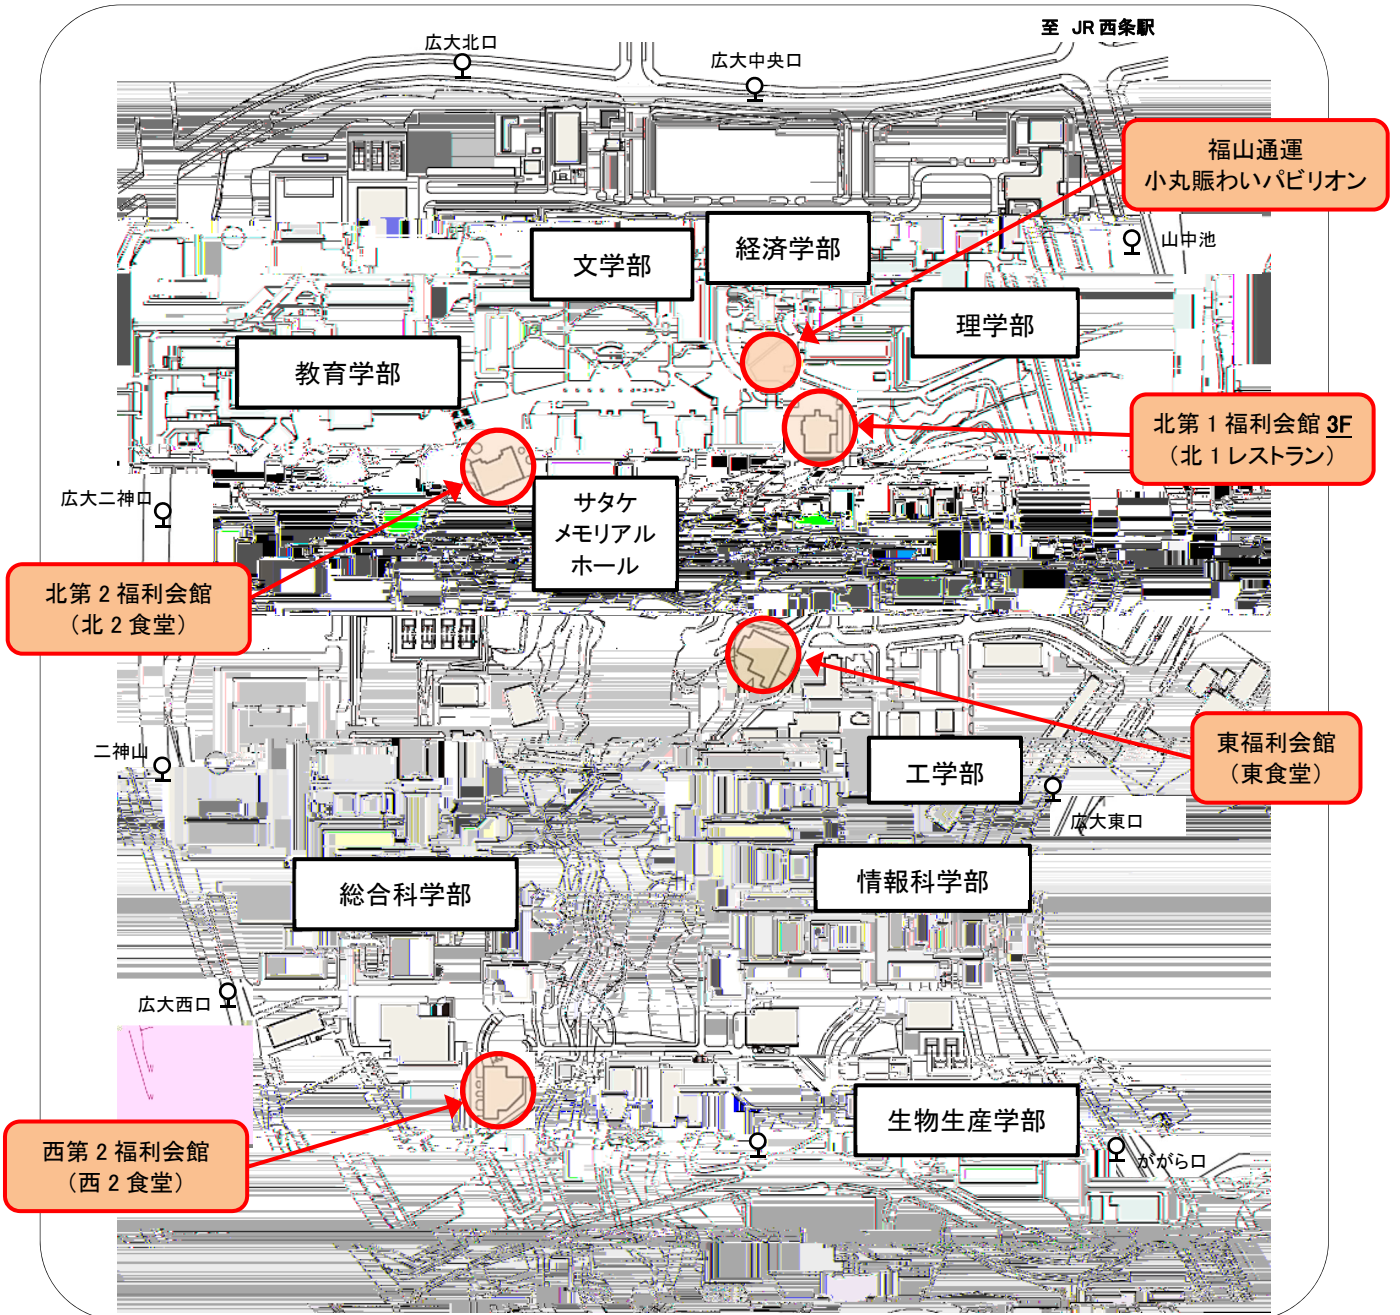 至 JR 西条駅
広大北口
広大中央口
福山通運
小丸賑わいパビリオン
山中池
経済学部
文学部
理学部
教育学部
北第 1 福利会館 3F
（北 1 レストラン）
広大二神口
サタケ
メモリアル
ホール
北第 2 福利会館
（北 2 食堂）
二神山
工学部
東福利会館
（東食堂）
広大東口
総合科学部
情報科学部
広大西口
生物生産学部
ががら口
西第 2 福利会館
（西 2 食堂）